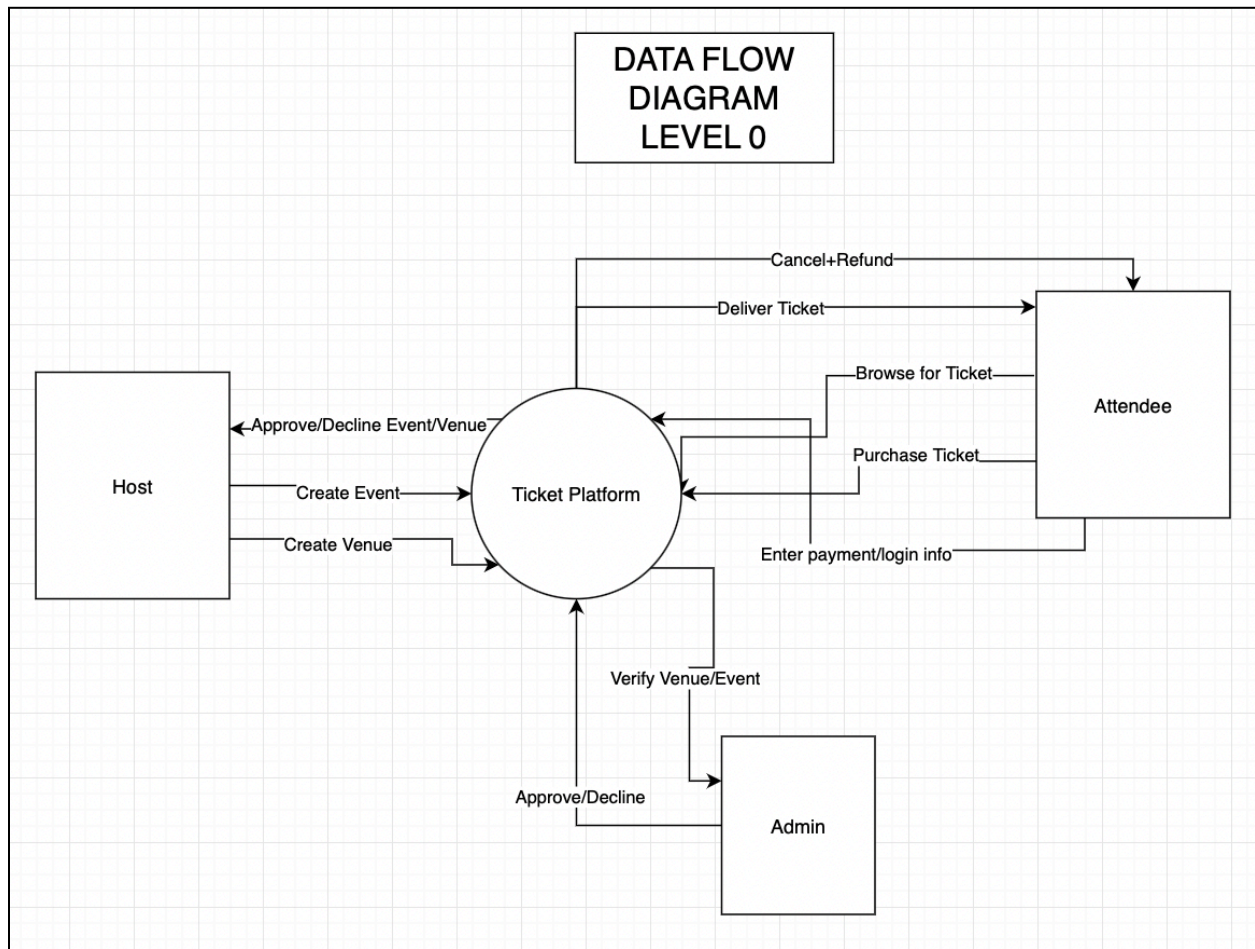 DATA FLOW
DIAGRAM
LEVEL 0
Cancel+Refund
Deliver Ticket
Browse for Ticket
Attendee
Approve/Decline Event/Venue
Purchase Ticket
Host
Create Event
Ticket Platform
Create Venue
Enter payment/login info
Verify Venue/Event
Approve/Decline
Admin